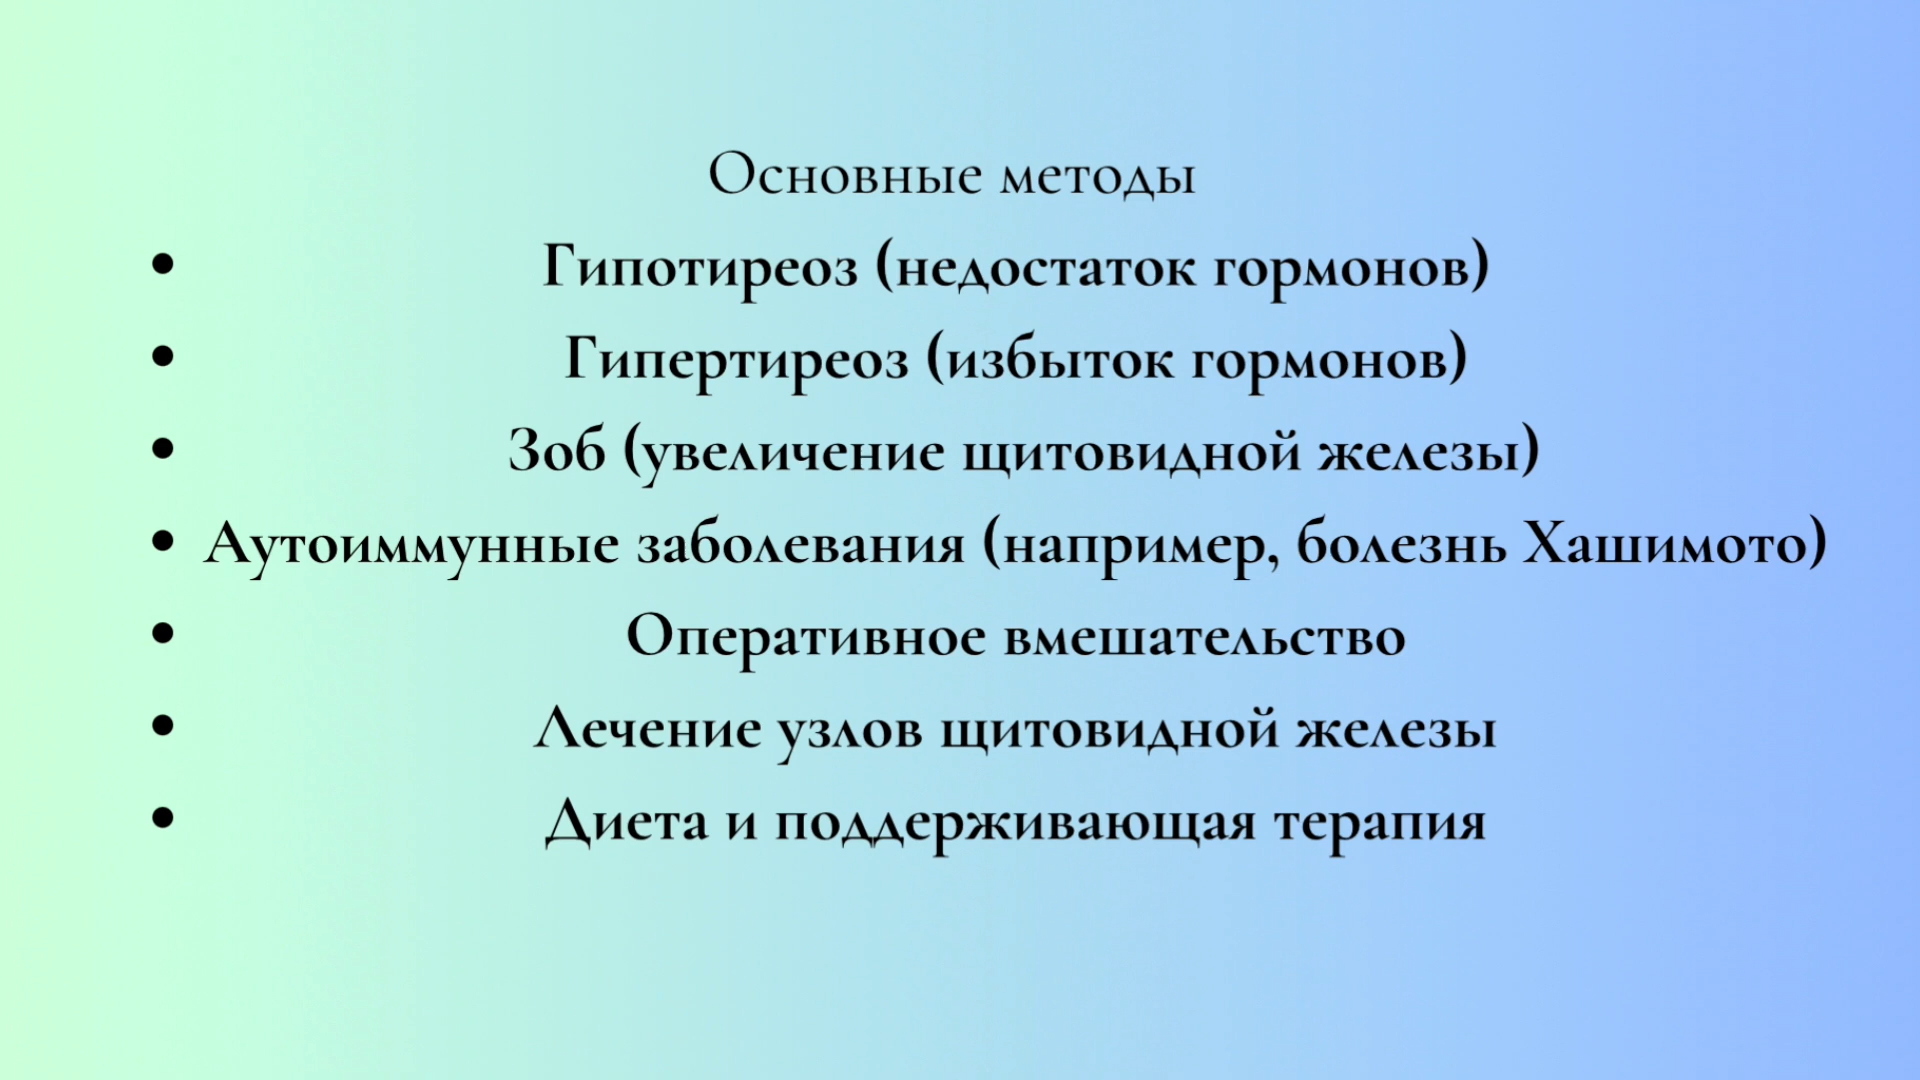 Основные методы
• Гипотиреоз (недостаток гормонов)
• Гипертиреоз (избыток гормонов)
• Зоб (увеличение щитовидной железы)
• Аутоиммунные заболевания (например, болезнь Хашимото)
• Оперативное вмешательство
• Лечение узлов щитовидной железы
• Диета и поддерживающая терапия